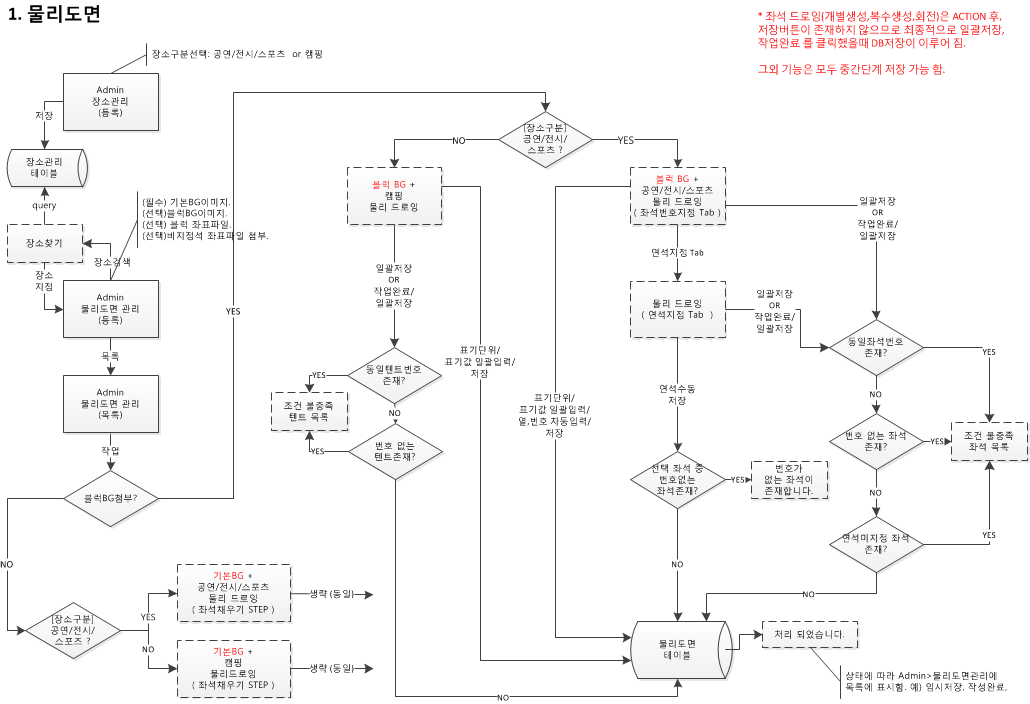 1. 물리도면
* 좌석 드로잉(개별생성,복수생성,회전)은 ACTION 후,
저장버튼이 존재하지 않으므로 최종적으로 일괄저장,
작업완료 를 클릭했을때 DB저장이 이루어 짐.
그외 기능은 모두 중간단계 저장 가능 함.
장소구분선택: 공연/전시/스포츠 or 캠핑
Admin
장소관리
(등록)
저장
장소관리
테이블
query
장소찾기
장소검색
장소
지정
(필수) 기본BG이미지.
(선택)블럭BG이미지.
(선택) 블럭 좌표파일.
(선택)비지정석 좌표파일 첨부.
Admin
물리도면 관리
(등록)
목록
Admin
물리도면 관리
(목록)
작업
블럭BG첨부?
YES
NO
[장소구분]
공연/전시/
스포츠 ?
YES
NO
기본BG +
공연/전시/스포츠
물리 드로잉
( 좌석채우기 STEP )
생략 (동일)
기본BG +
캠핑
물리드로잉
( 좌석채우기 STEP )
생략 (동일)
[장소구분]
공연/전시/
스포츠 ?
NO
YES
블럭 BG +
캠핑
물리 드로잉
일괄저장
OR
작업완료/
일괄저장
표기단위/
표기값 일괄입력/
저장
동일텐트번호
존재?
YES
NO
조건 불충족
텐트 목록
번호 없는
텐트존재?
YES
NO
블럭 BG +
공연/전시/스포츠
물리 드로잉
( 좌석번호지정 Tab )
연석지정 Tab
물리 드로잉
( 연석지정 Tab )
일괄저장
OR
작업완료/
일괄저장
일괄저장
OR
작업완료/
일괄저장
표기단위/
표기값 일괄입력/
열,번호 자동입력/
저장
연석수동
저장
선택 좌석 중
번호없는
좌석존재?
YES
번호가
없는 좌석이
존재합니다.
NO
동일좌석번호
존재?
YES
NO
번호 없는 좌석
존재?
YES
조건 불충족
좌석 목록
NO
연석미지정 좌석
존재?
YES
NO
물리도면
테이블
처리 되었습니다.
상태에 따라 Admin>물리도면관리에
목록에 표시함. 예) 임시저장, 작성완료,